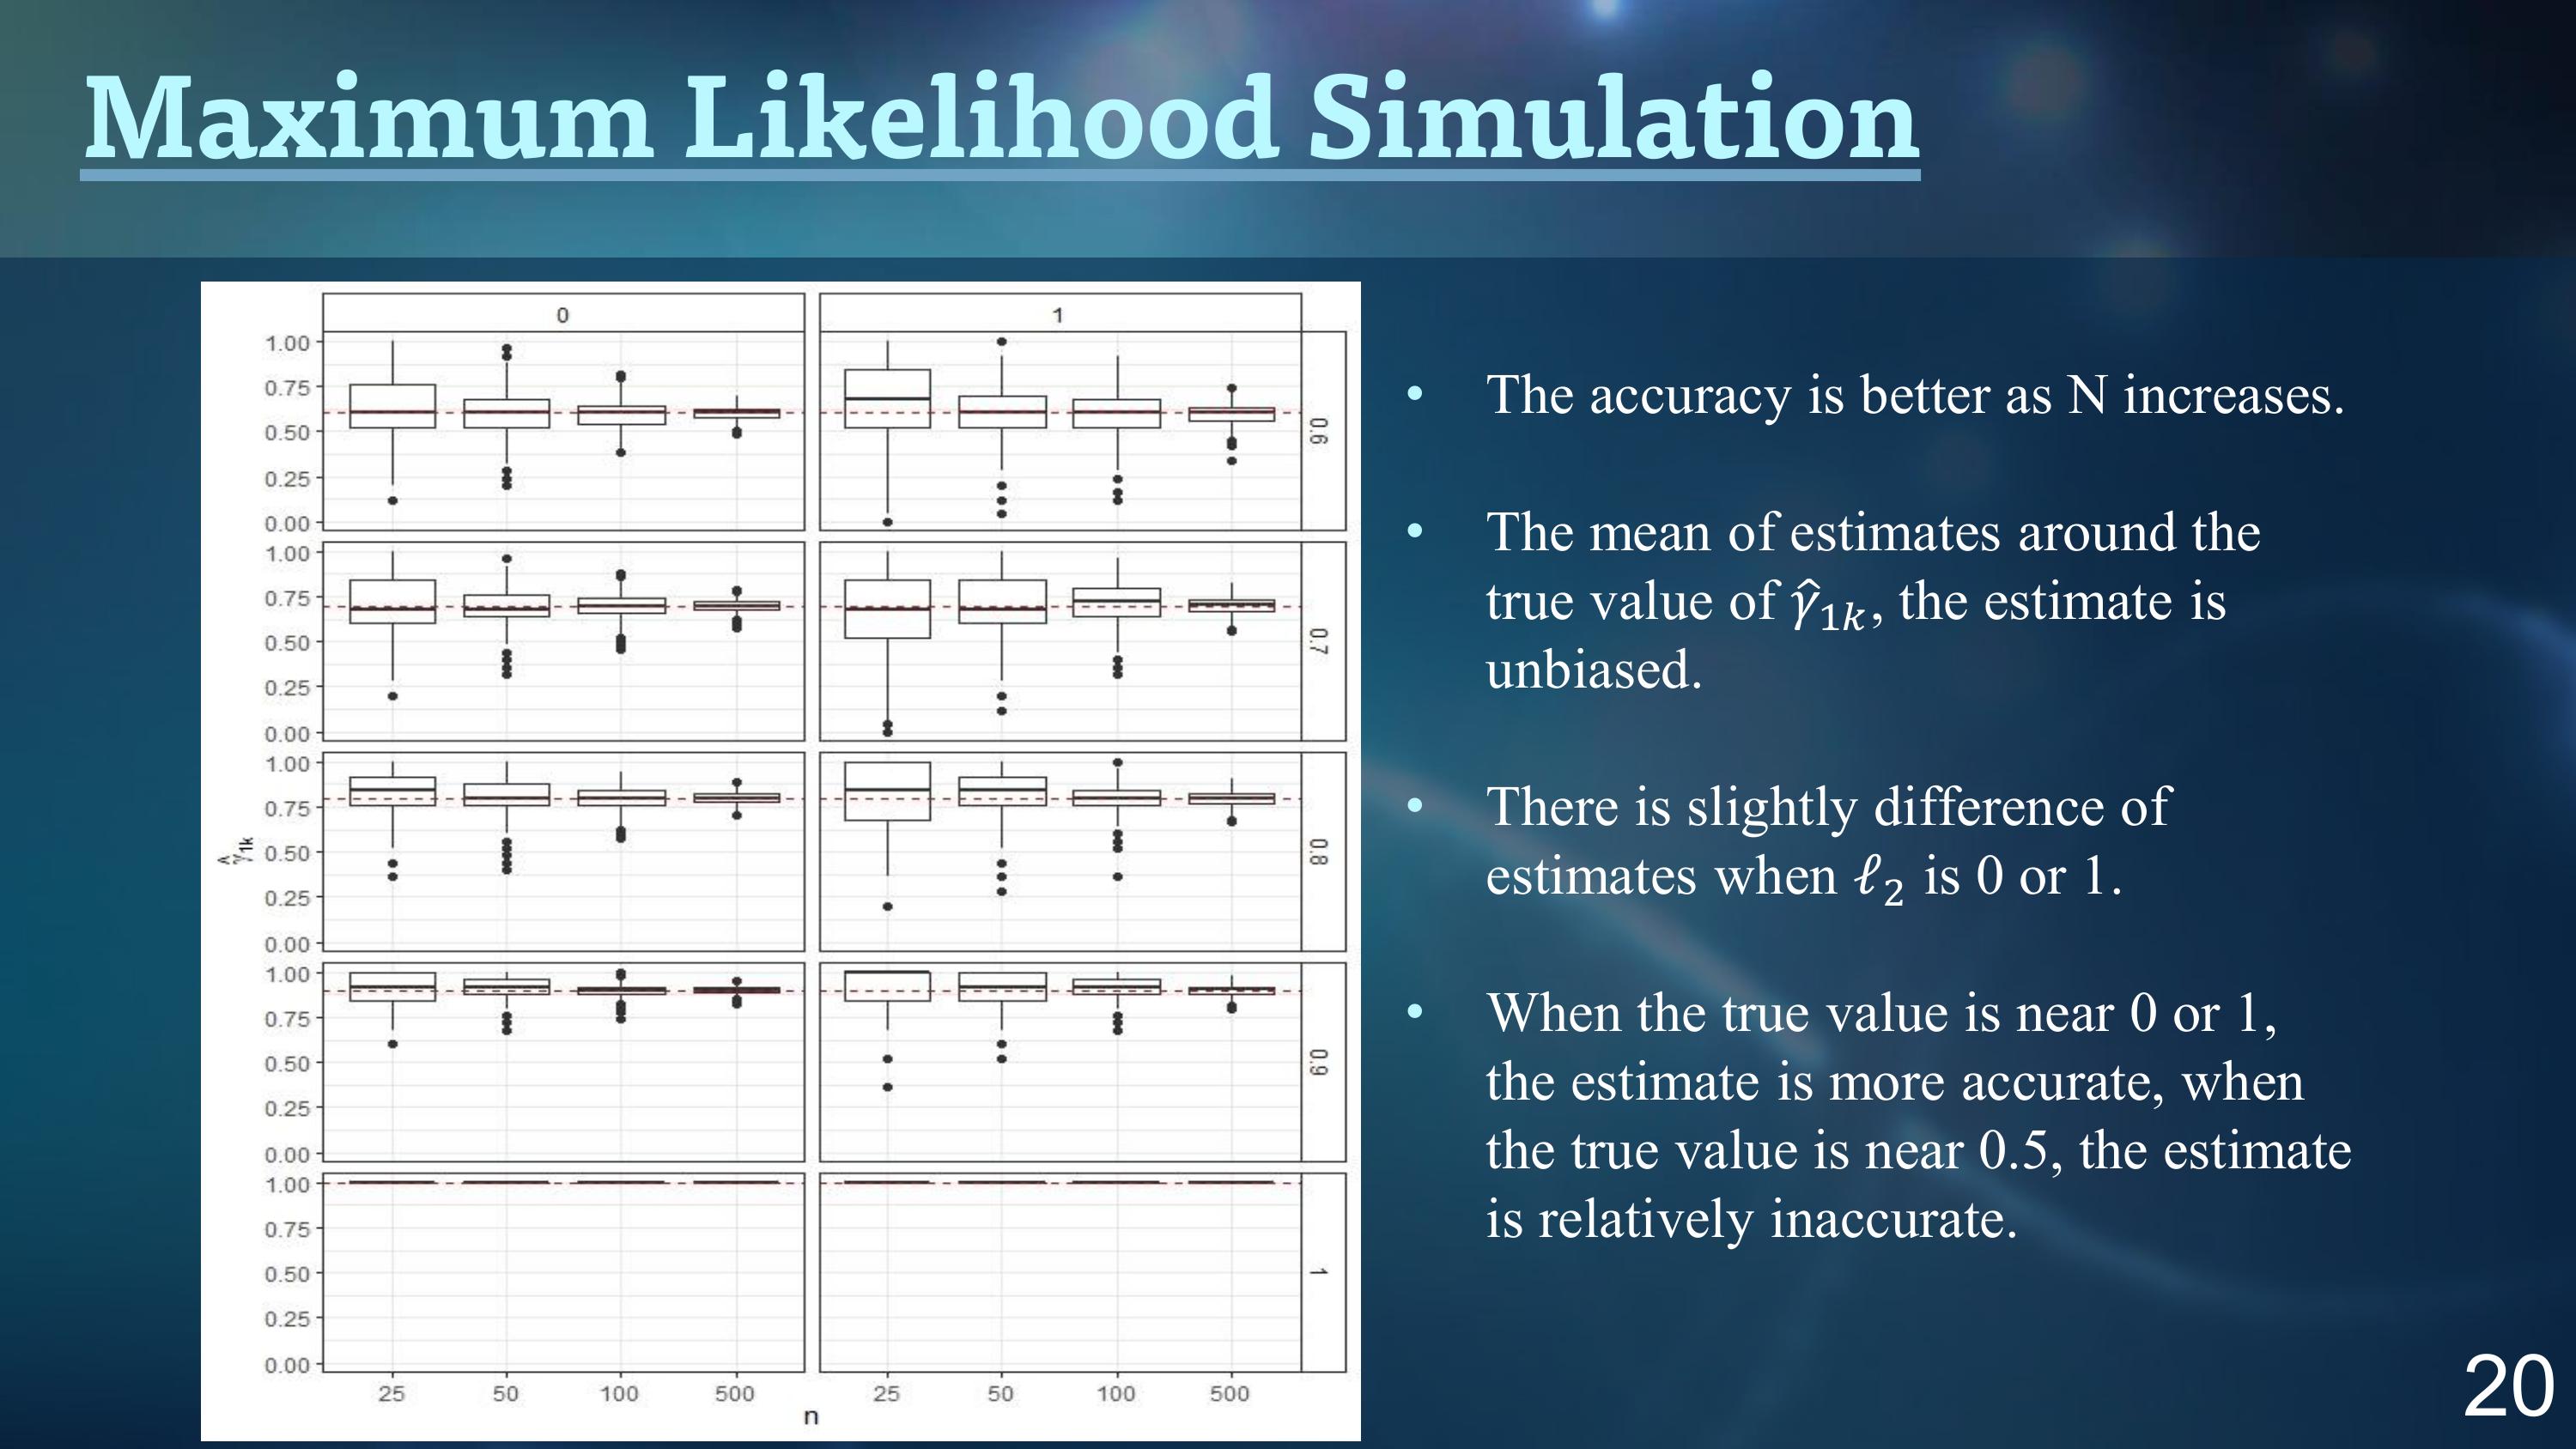 Maximum Likelihood Simulation
0 1
1.00
0.75
0.50
0.25
0.00
0.6
1.00
0.75
0.50
0.25
0.00
0.7
1.00
0.75
0.50
0.25
0.00
0.8
1.00
0.75
0.50
0.25
0.00
0.9
1.00
0.75
0.50
0.25
0.00
1
γ̂1k
25 50 100 500 25 50 100 500
n
• The accuracy is better as N increases.
• The mean of estimates around the
true value of γ̂₁ₖ, the estimate is
unbiased.
• There is slightly difference of
estimates when ℓ₂ is 0 or 1.
• When the true value is near 0 or 1,
the estimate is more accurate, when
the true value is near 0.5, the estimate
is relatively inaccurate.
20